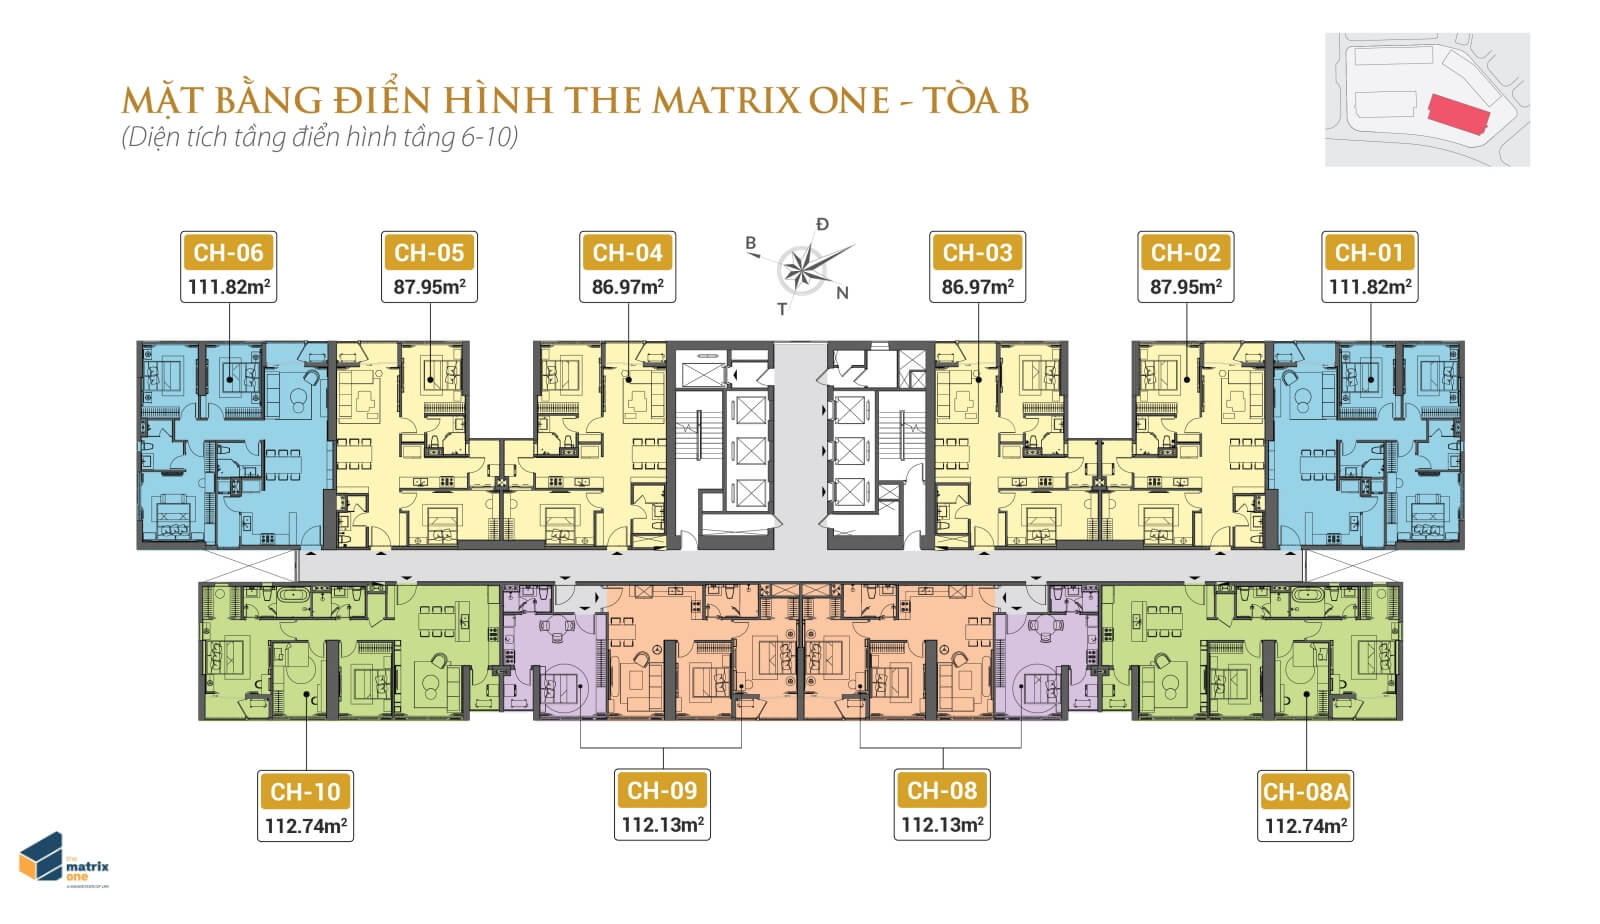 MẶT BẰNG ĐIỂN HÌNH THE MATRIX ONE - TÒA B
(Diện tích tầng điển hình tầng 6-10)
Đ
B
N
T
CH-06
111.82m²
CH-05
87.95m²
CH-04
86.97m²
CH-03
86.97m²
CH-02
87.95m²
CH-01
111.82m²
CH-10
112.74m²
CH-09
112.13m²
CH-08
112.13m²
CH-08A
112.74m²
the
matrix
one